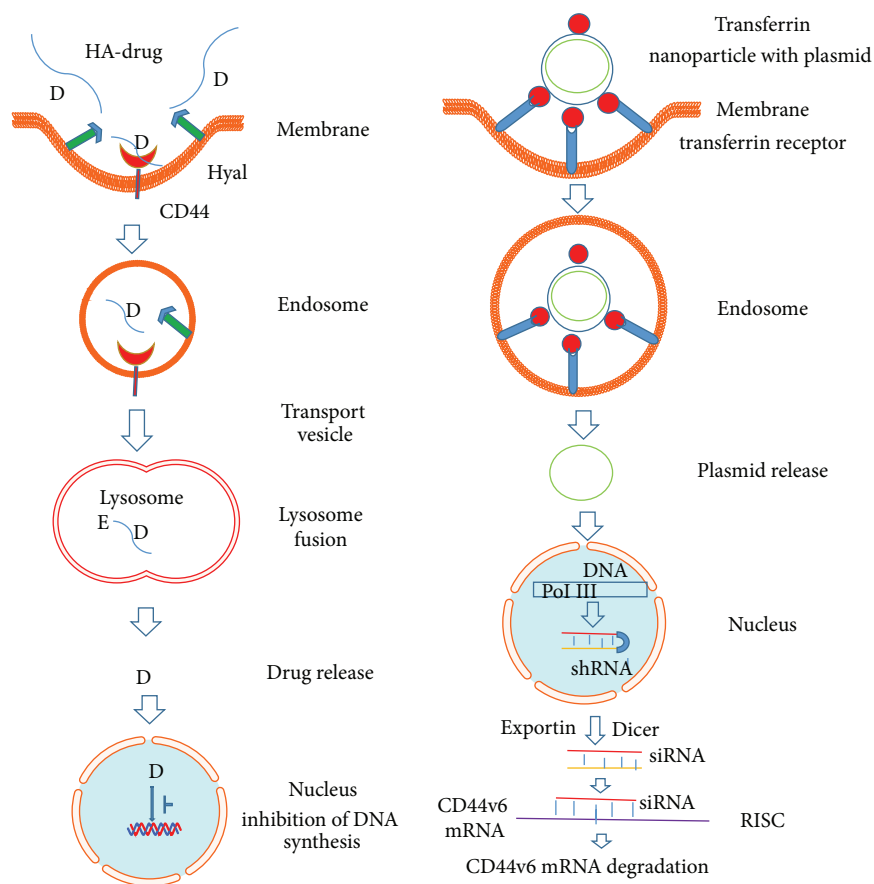 HA-drug
D
D
D
Membrane
Hyal
CD44
D
Endosome
Transport
vesicle
Lysosome
E
D
Lysosome
fusion
D
Drug release
D
Nucleus
inhibition of DNA
synthesis
Transferrin
nanoparticle with plasmid
Membrane
transferrin receptor
Endosome
Plasmid release
DNA
PoI III
shRNA
Nucleus
Exportin
Dicer
siRNA
siRNA
CD44v6
mRNA
RISC
CD44v6 mRNA degradation